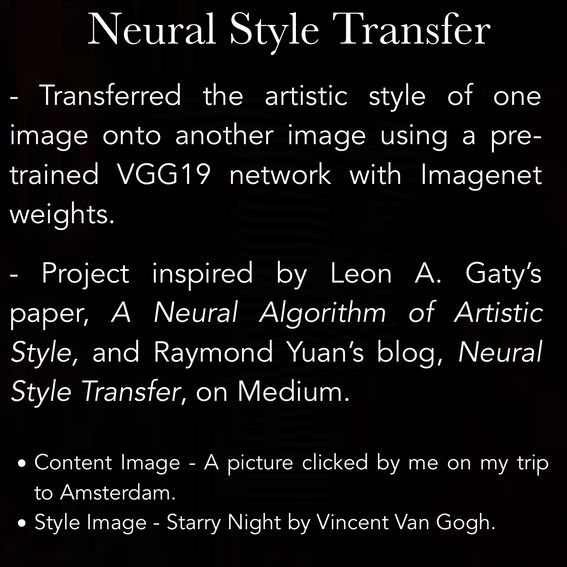 Neural Style Transfer
- Transferred the artistic style of one
image onto another image using a pre-
trained VGG19 network with Imagenet
weights.
- Project inspired by Leon A. Gaty's
paper, A Neural Algorithm of Artistic
Style, and Raymond Yuan's blog, Neural
Style Transfer, on Medium.
• Content Image - A picture clicked by me on my trip
to Amsterdam.
• Style Image - Starry Night by Vincent Van Gogh.